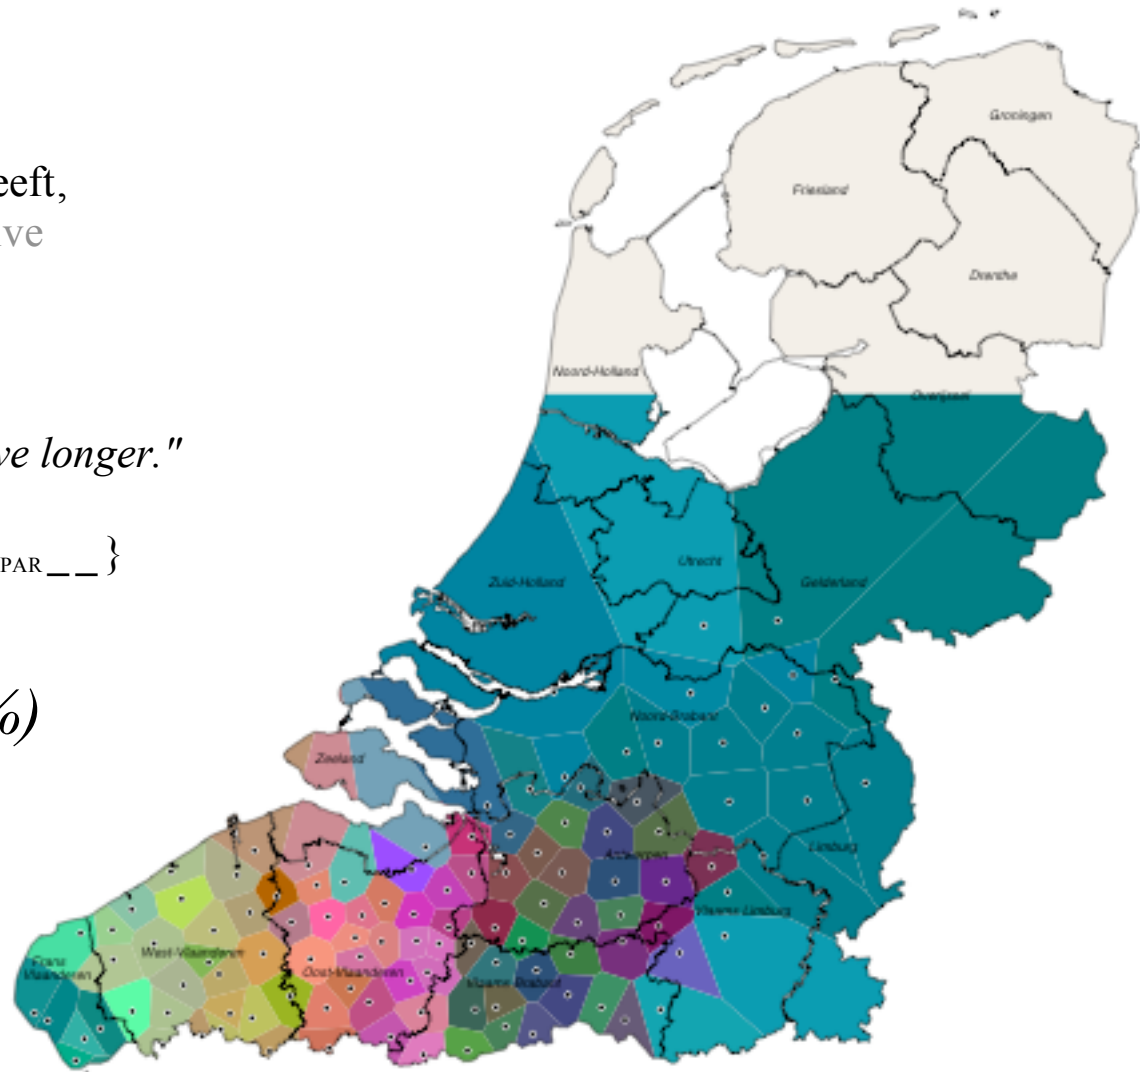 eeft,
ve
ve longer."
PAR__}
%)
Groningen
Friesland
Drenthe
Noord-Holland
Overijssel
Utrecht
Zuid-Holland
Gelderland
Noord-Brabant
Zeeland
Antwerpen
Limburg
Vlaams-Limburg
West-Vlaanderen
Frans
Vlaanderen
Oost-Vlaanderen
Vlaams-Brabant